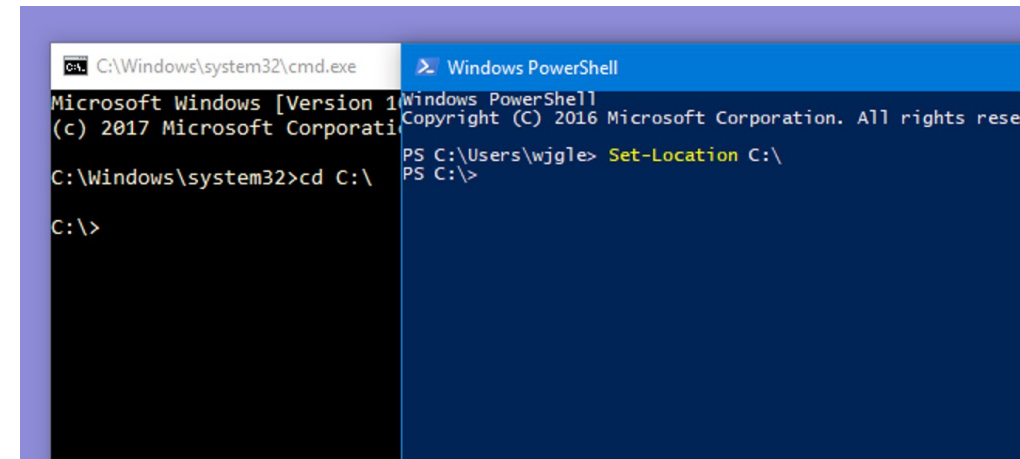 C:\Windows\system32\cmd.exe
Microsoft Windows [Version 1
(c) 2017 Microsoft Corporati
C:\Windows\system32>cd C:\
C:\>
Windows PowerShell
Windows PowerShell
Copyright (C) 2016 Microsoft Corporation. All rights rese
PS C:\Users\wjgle> Set-Location C:\
PS C:\>